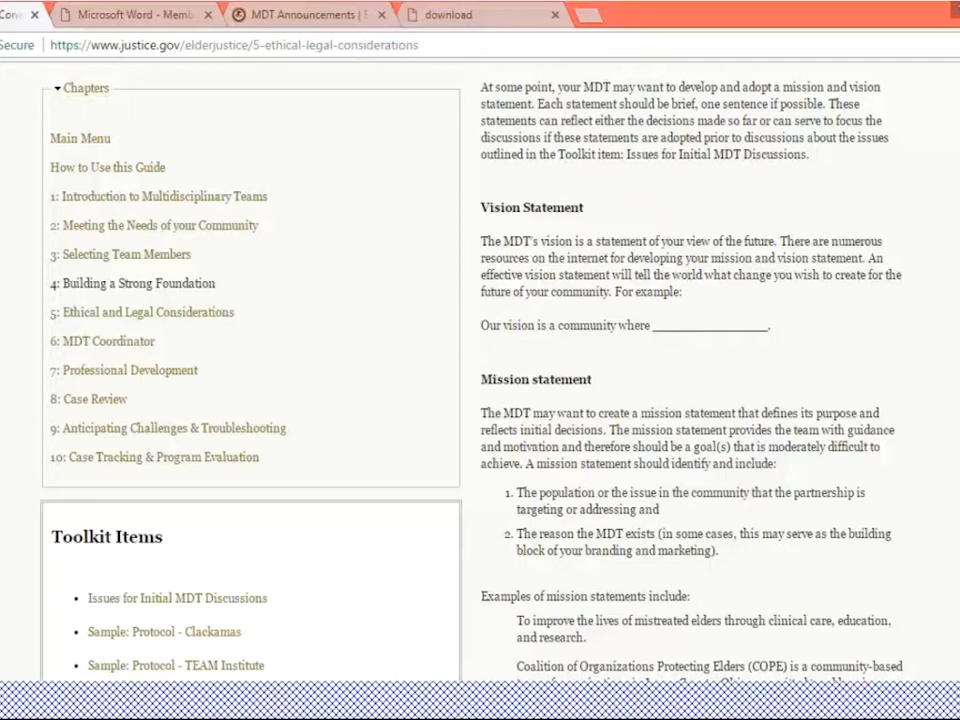 Microsoft Word - Memb
MDT Announcements |
download
Secure
https://www.justice.gov/elderjustice/5-ethical-legal-considerations
Chapters
Main Menu
How to Use this Guide
1: Introduction to Multidisciplinary Teams
2: Meeting the Needs of your Community
3: Selecting Team Members
4: Building a Strong Foundation
5: Ethical and Legal Considerations
6: MDT Coordinator
7: Professional Development
8: Case Review
9: Anticipating Challenges & Troubleshooting
10: Case Tracking & Program Evaluation
Toolkit Items
• Issues for Initial MDT Discussions
• Sample: Protocol - Clackamas
• Sample: Protocol - TEAM Institute
At some point, your MDT may want to develop and adopt a mission and vision
statement. Each statement should be brief, one sentence if possible. These
statements can reflect either the decisions made so far or can serve to focus the
discussions if these statements are adopted prior to discussions about the issues
outlined in the Toolkit item: Issues for Initial MDT Discussions.
Vision Statement
The MDT's vision is a statement of your view of the future. There are numerous
resources on the internet for developing your mission and vision statement. An
effective vision statement will tell the world what change you wish to create for the
future of your community. For example:
Our vision is a community where __________________.
Mission statement
The MDT may want to create a mission statement that defines its purpose and
reflects initial decisions. The mission statement provides the team with guidance
and motivation and therefore should be a goal(s) that is moderately difficult to
achieve. A mission statement should identify and include:
1. The population or the issue in the community that the partnership is
targeting or addressing and
2. The reason the MDT exists (in some cases, this may serve as the building
block of your branding and marketing).
Examples of mission statements include:
To improve the lives of mistreated elders through clinical care, education,
and research.
Coalition of Organizations Protecting Elders (COPE) is a community-based